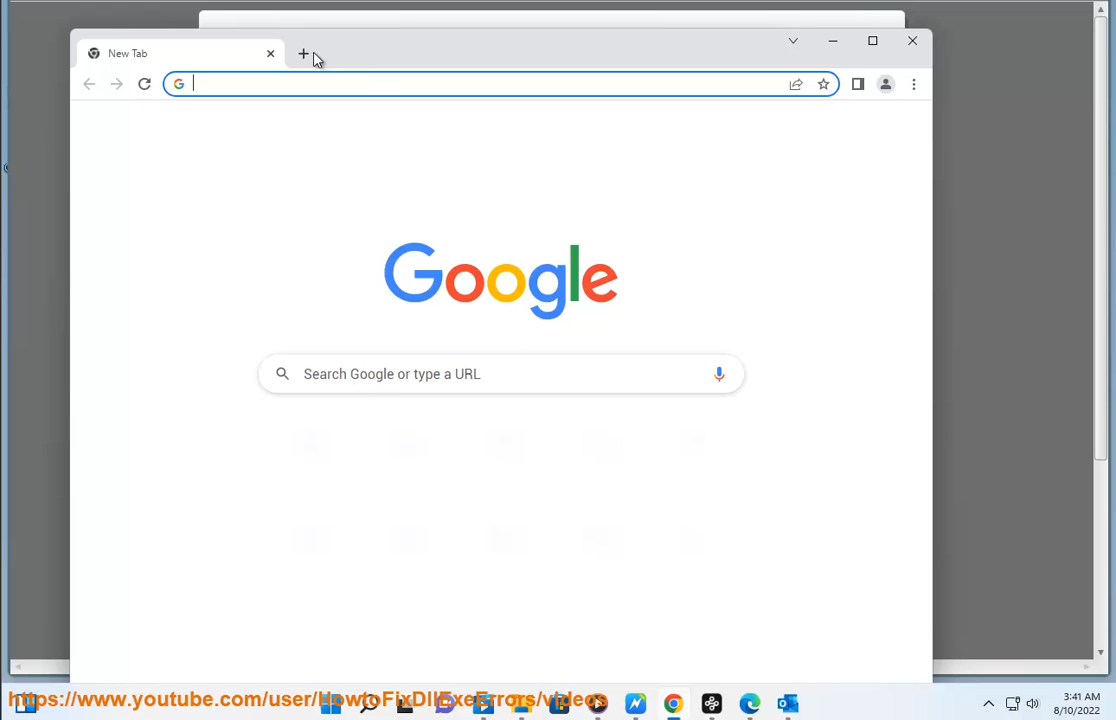 New Tab
Google
Search Google or type a URL
3:41 AM
8/10/2022
https://www.youtube.com/user/HowtoFixDllExeErrors/videos